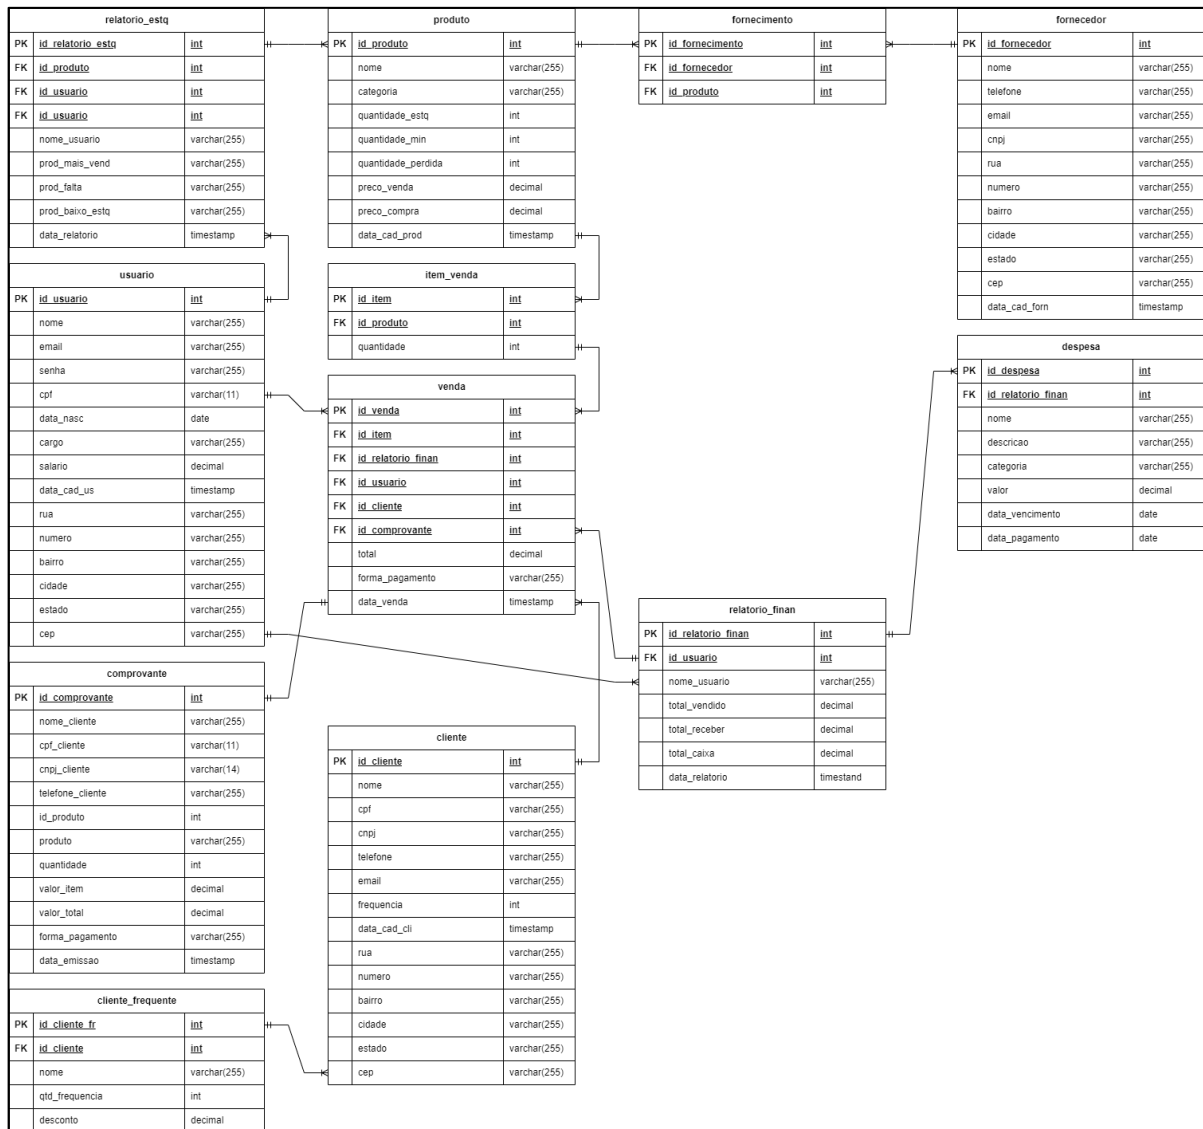 relatorio_estq
PK id_relatorio_estq int
FK id_produto int
FK id_usuario int
FK id_usuario int
nome_usuario varchar(255)
prod_mais_vend varchar(255)
prod_falta varchar(255)
prod_baixo_estq varchar(255)
data_relatorio timestamp
usuario
PK id_usuario int
nome varchar(255)
email varchar(255)
senha varchar(255)
cpf varchar(11)
data_nasc date
cargo varchar(255)
salario decimal
data_cad_us timestamp
rua varchar(255)
numero varchar(255)
bairro varchar(255)
cidade varchar(255)
estado varchar(255)
cep varchar(255)
comprovante
PK id_comprovante int
nome_cliente varchar(255)
cpf_cliente varchar(11)
cnpj_cliente varchar(14)
telefone_cliente varchar(255)
id_produto int
produto varchar(255)
quantidade int
valor_item decimal
valor_total decimal
forma_pagamento varchar(255)
data_emissao timestamp
cliente_frequente
PK id_cliente_fr int
FK id_cliente int
nome varchar(255)
qtd_frequencia int
desconto decimal
produto
PK id_produto int
nome varchar(255)
categoria varchar(255)
quantidade_estq int
quantidade_min int
quantidade_perdida int
preco_venda decimal
preco_compra decimal
data_cad_prod timestamp
item_venda
PK id_item int
FK id_produto int
quantidade int
venda
PK id_venda int
FK id_item int
FK id_relatorio_finan int
FK id_usuario int
FK id_cliente int
FK id_comprovante int
total decimal
forma_pagamento varchar(255)
data_venda timestamp
cliente
PK id_cliente int
nome varchar(255)
cpf varchar(255)
cnpj varchar(255)
telefone varchar(255)
email varchar(255)
frequencia int
data_cad_cli timestamp
rua varchar(255)
numero varchar(255)
bairro varchar(255)
cidade varchar(255)
estado varchar(255)
cep varchar(255)
fornecimento
PK id_fornecimento int
FK id_fornecedor int
FK id_produto int
relatorio_finan
PK id_relatorio_finan int
FK id_usuario int
nome_usuario varchar(255)
total_vendido decimal
total_receber decimal
total_caixa decimal
data_relatorio timestand
fornecedor
PK id_fornecedor int
nome varchar(255)
telefone varchar(255)
email varchar(255)
cnpj varchar(255)
rua varchar(255)
numero varchar(255)
bairro varchar(255)
cidade varchar(255)
estado varchar(255)
cep varchar(255)
data_cad_forn timestamp
despesa
PK id_despesa int
FK id_relatorio_finan int
nome varchar(255)
descricao varchar(255)
categoria varchar(255)
valor decimal
data_vencimento date
data_pagamento date